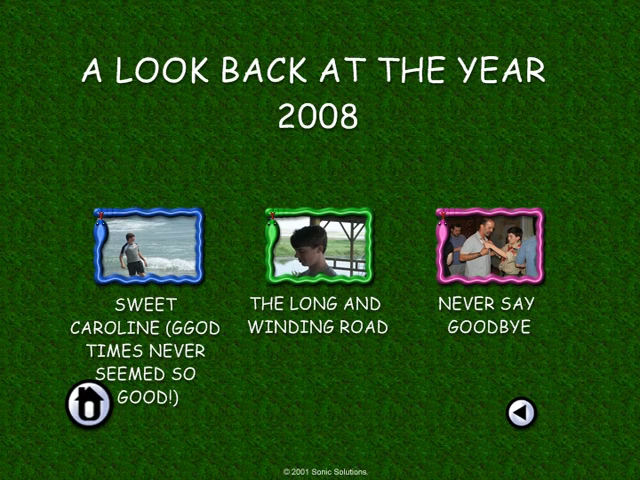 A LOOK BACK AT THE YEAR
2008
SWEET
CAROLINE (GGOD
TIMES NEVER
SEEMED SO
GOOD!)
THE LONG AND
WINDING ROAD
NEVER SAY
GOODBYE
© 2001 Sonic Solutions.